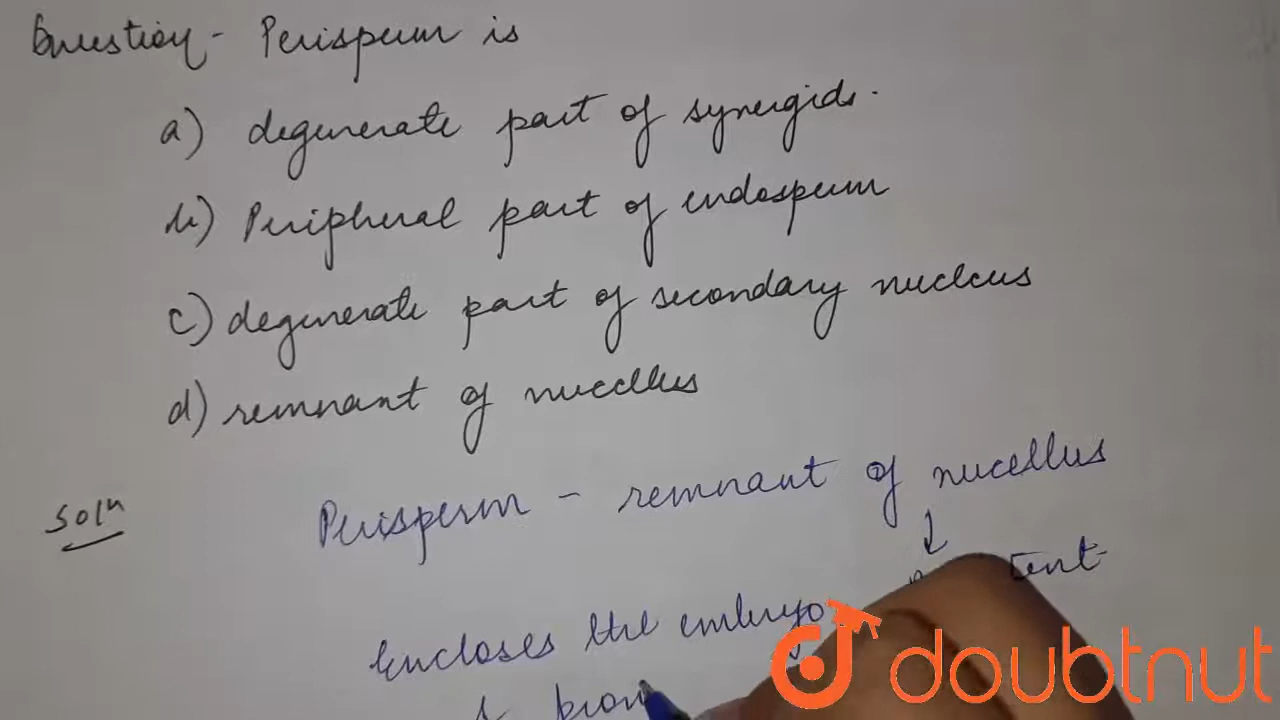 Question - Perisperm is
a) degenerate part of synergids.
b) Peripheral part of endosperm
c) degenerate part of secondary nucleus
d) remnant of nucellus
Soln
Perisperm - remnant of nucellus
Encloses the embryo
doubtnut